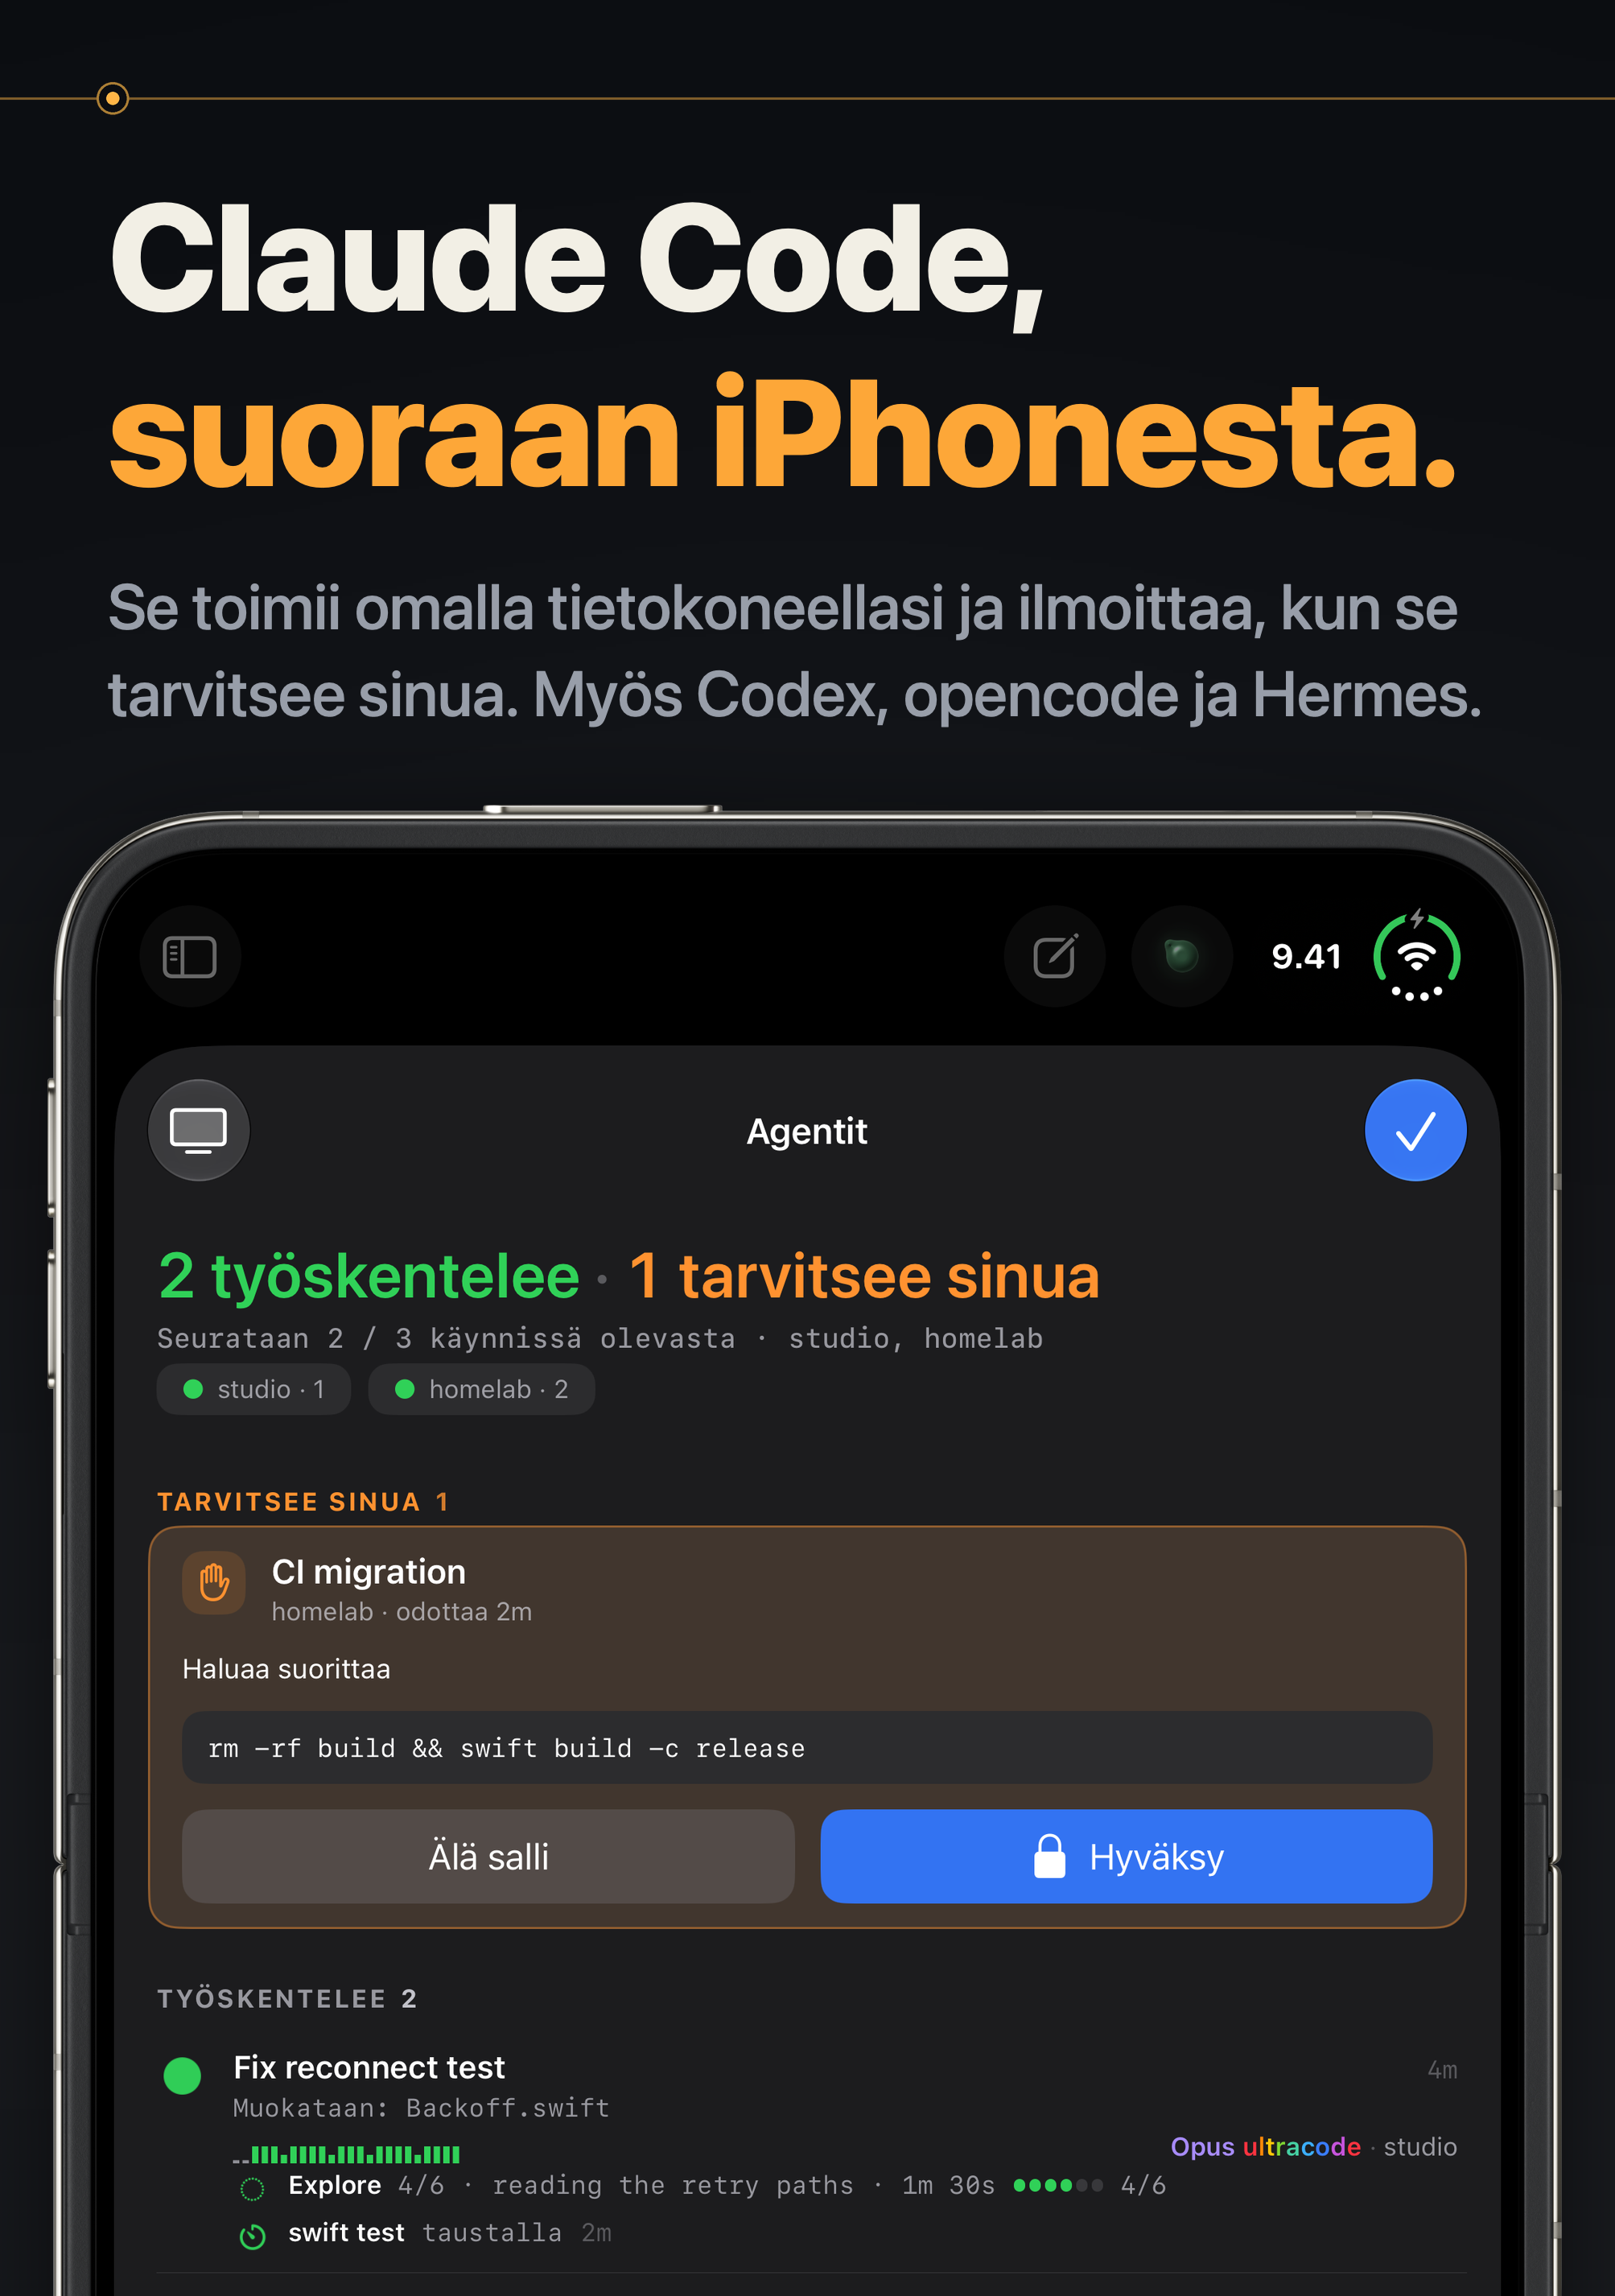 Claude Code,
suoraan iPhonesta.
Se toimii omalla tietokoneellasi ja ilmoittaa, kun se
tarvitsee sinua. Myös Codex, opencode ja Hermes.
9.41
Agentit
2 työskentelee · 1 tarvitsee sinua
Seurataan 2 / 3 käynnissä olevasta · studio, homelab
studio · 1 homelab · 2
TARVITSEE SINUA 1
CI migration
homelab · odottaa 2m
Haluaa suorittaa
rm -rf build && swift build -c release
Älä salli Hyväksy
TYÖSKENTELEE 2
Fix reconnect test 4m
Muokataan: Backoff.swift
Opus ultracode · studio
Explore 4/6 · reading the retry paths · 1m 30s 4/6
swift test taustalla 2m